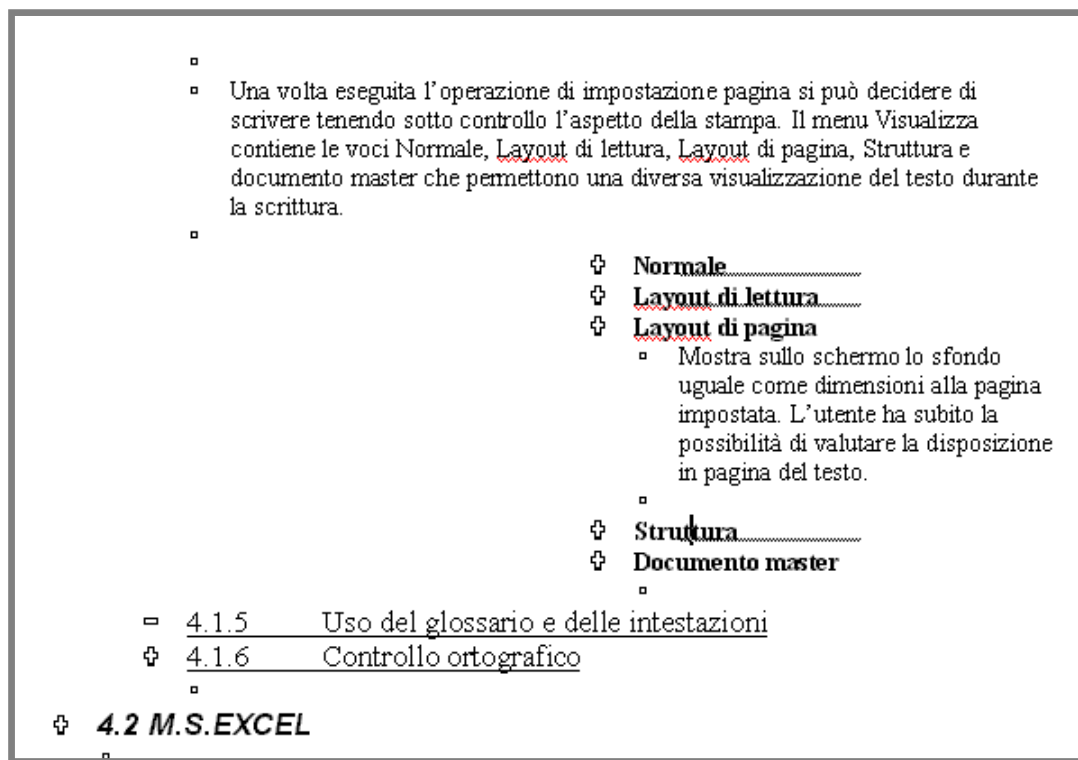 Una volta eseguita l'operazione di impostazione pagina si può decidere di
scrivere tenendo sotto controllo l'aspetto della stampa. Il menu Visualizza
contiene le voci Normale, Layout di lettura, Layout di pagina, Struttura e
documento master che permettono una diversa visualizzazione del testo durante
la scrittura.
Normale
Layout di lettura
Layout di pagina
Mostra sullo schermo lo sfondo
uguale come dimensioni alla pagina
impostata. L'utente ha subito la
possibilità di valutare la disposizione
in pagina del testo.
Struttura
Documento master
4.1.5 Uso del glossario e delle intestazioni
4.1.6 Controllo ortografico
4.2 M.S.EXCEL